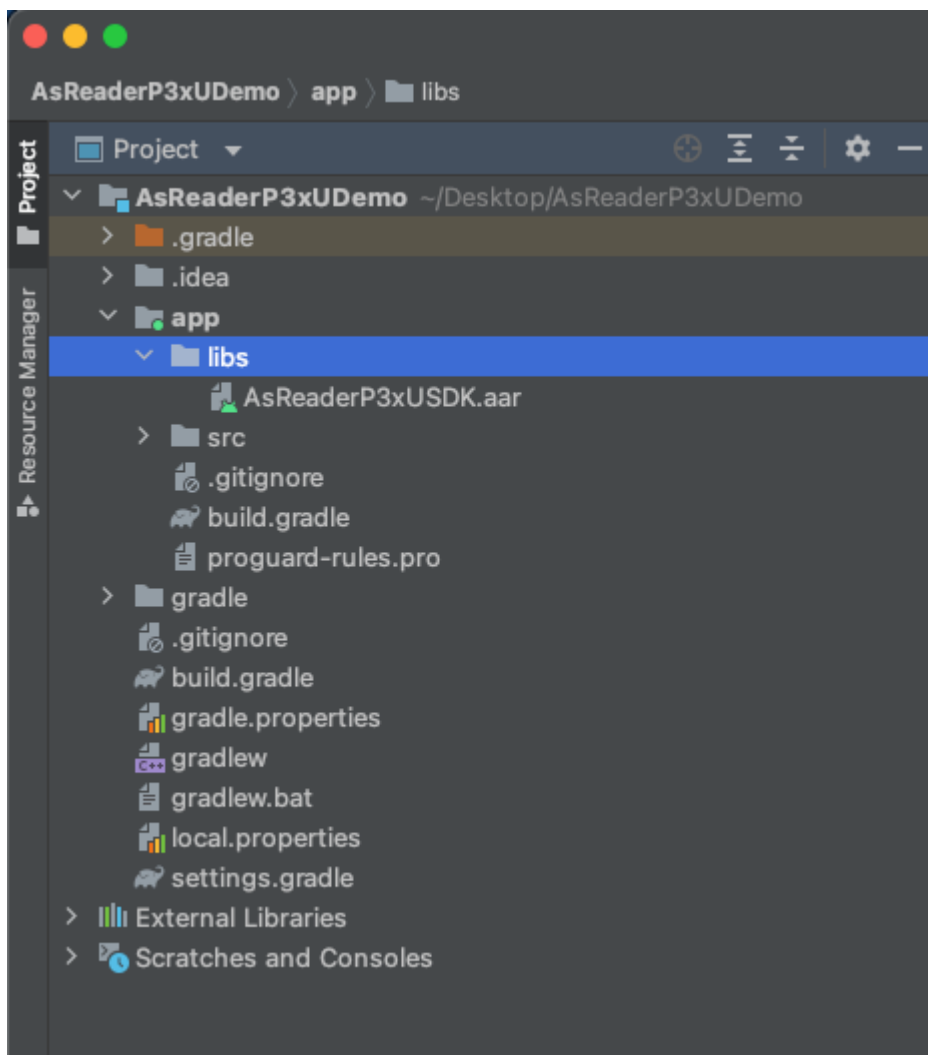 AsReaderP3xUDemo 〉 app 〉 libs
Project
Project
Resource Manager
AsReaderP3xUDemo ~/Desktop/AsReaderP3xUDemo
.gradle
.idea
app
libs
AsReaderP3xUSDK.aar
src
.gitignore
build.gradle
proguard-rules.pro
gradle
.gitignore
build.gradle
gradle.properties
C++
gradlew
gradlew.bat
local.properties
settings.gradle
External Libraries
Scratches and Consoles